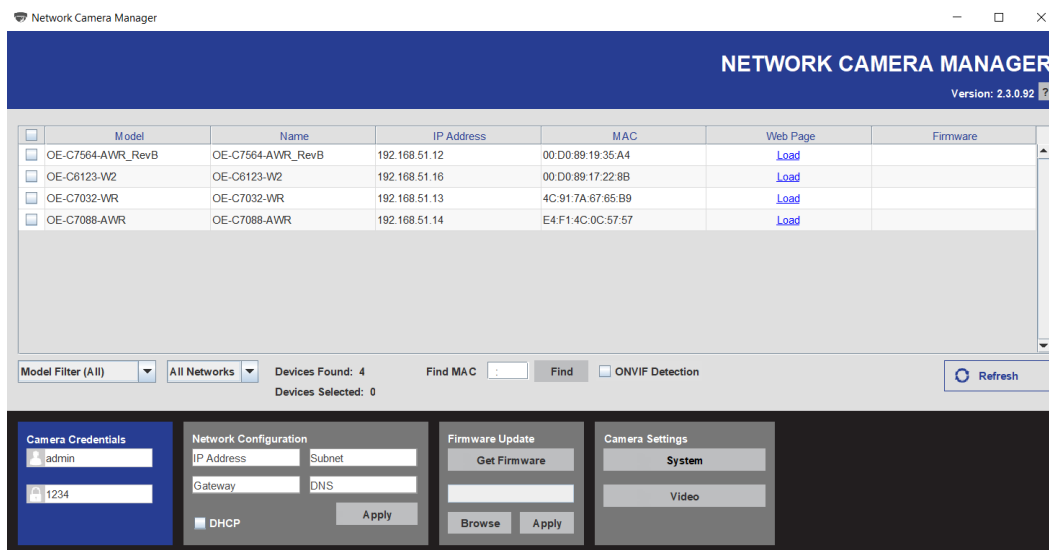 Network Camera Manager
NETWORK CAMERA MANAGER
Version: 2.3.0.92 ?
Model Name IP Address MAC Web Page Firmware
OE-C7564-AWR_RevB OE-C7564-AWR_RevB 192.168.51.12 00:D0:89:19:35:A4 Load
OE-C6123-W2 OE-C6123-W2 192.168.51.16 00:D0:89:17:22:8B Load
OE-C7032-WR OE-C7032-WR 192.168.51.13 4C:91:7A:67:65:B9 Load
OE-C7088-AWR OE-C7088-AWR 192.168.51.14 E4:F1:4C:0C:57:57 Load
Model Filter (All) All Networks Devices Found: 4 Find MAC : Find ONVIF Detection Refresh
Devices Selected: 0
Camera Credentials
admin
1234
Network Configuration
IP Address Subnet
Gateway DNS
DHCP Apply
Firmware Update
Get Firmware
Browse Apply
Camera Settings
System
Video